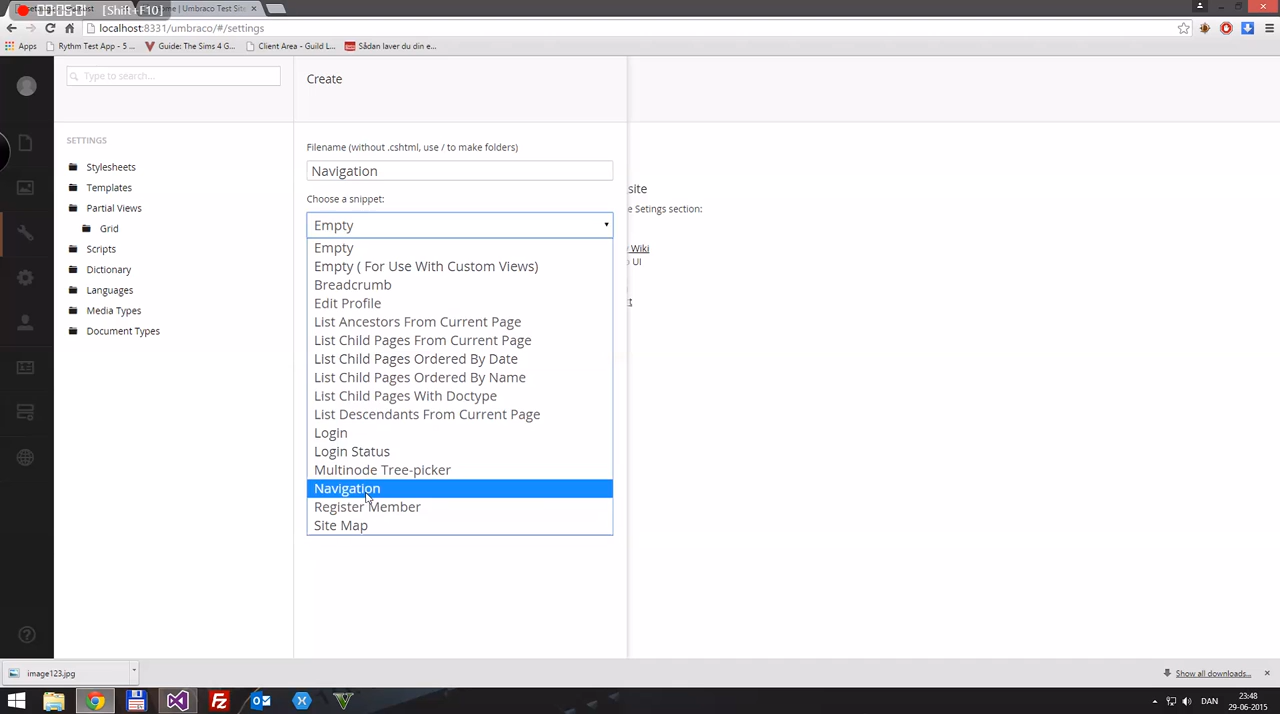 [Shift+F10]
| Umbraco Test Site
localhost:8331/umbraco/#/settings
Apps
Rythm Test App - 5 ...
Guide: The Sims 4 G...
Client Area - Guild L...
Sådan laver du din e...
Type to search...
Create
SETTINGS
Stylesheets
Templates
Partial Views
Grid
Scripts
Dictionary
Languages
Media Types
Document Types
Filename (without .cshtml, use / to make folders)
Navigation
Choose a snippet:
Empty
Empty
Empty ( For Use With Custom Views)
Breadcrumb
Edit Profile
List Ancestors From Current Page
List Child Pages From Current Page
List Child Pages Ordered By Date
List Child Pages Ordered By Name
List Child Pages With Doctype
List Descendants From Current Page
Login
Login Status
Multinode Tree-picker
Navigation
Register Member
Site Map
site
e Setings section:
Wiki
UI
t
image123.jpg
Show all downloads...
DAN
23:48
29-06-2015